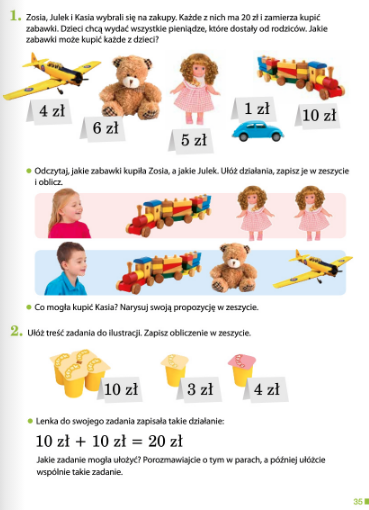 1. Zosia, Julek i Kasia wybrali się na zakupy. Każde z nich ma 20 zł i zamierza kupić
zabawki. Dzieci chcą wydać wszystkie pieniądze, które dostały od rodziców. Jakie
zabawki może kupić każde z dzieci?
4 zł
6 zł
5 zł
1 zł
10 zł
Odczytaj, jakie zabawki kupiła Zosia, a jakie Julek. Ułóż działania, zapisz je w zeszycie
i oblicz.
Co mogła kupić Kasia? Narysuj swoją propozycję w zeszycie.
2. Ułóż treść zadania do ilustracji. Zapisz obliczenie w zeszycie.
10 zł
3 zł
4 zł
Lenka do swojego zadania zapisała takie działanie:
10 zł + 10 zł = 20 zł
Jakie zadanie mogła ułożyć? Porozmawiajcie o tym w parach, a później ułóżcie
wspólnie takie zadanie.
35